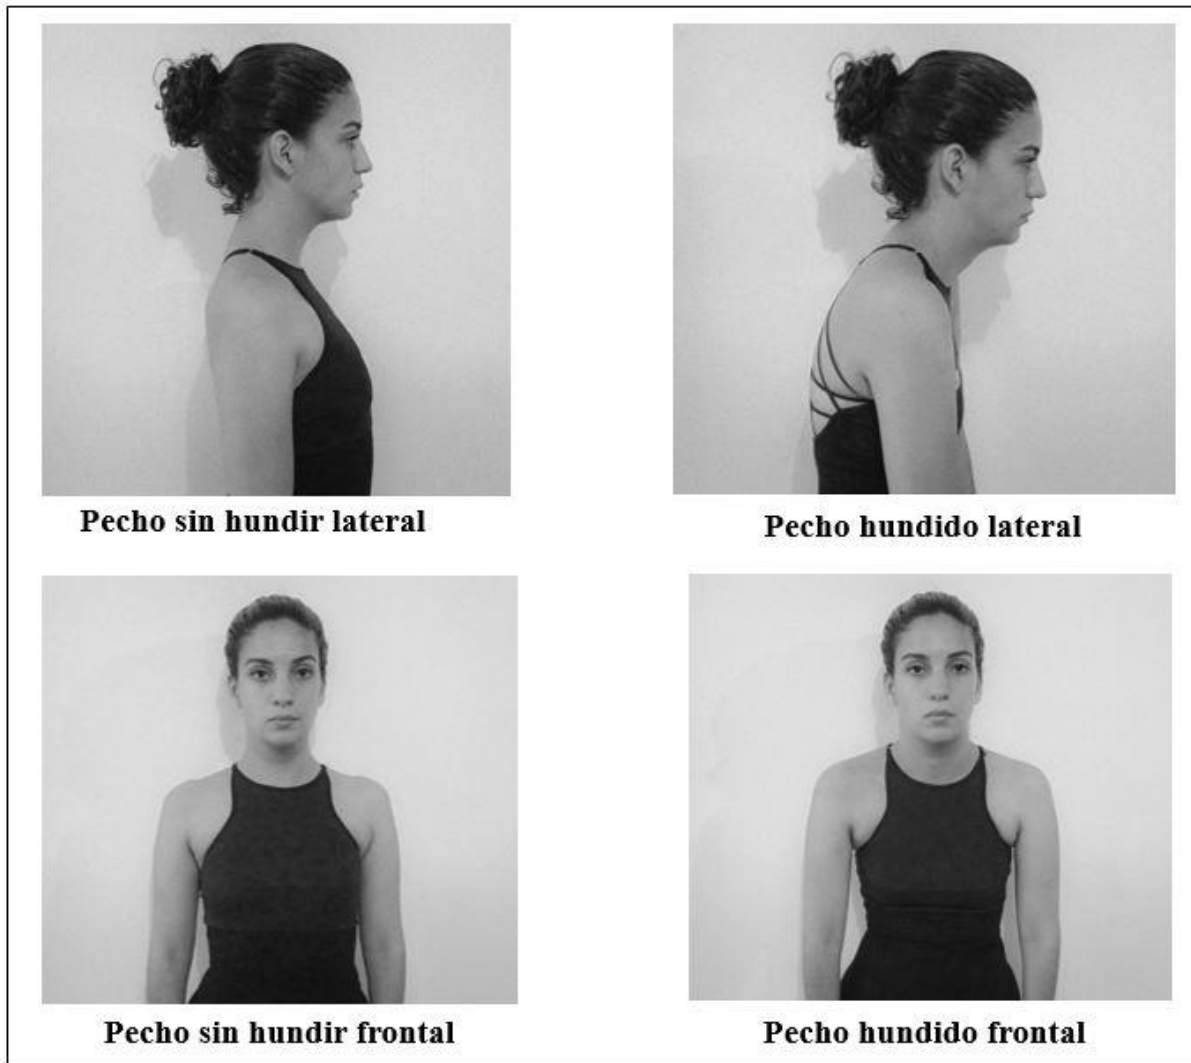 Pecho sin hundir lateral
Pecho hundido lateral
Pecho sin hundir frontal
Pecho hundido frontal